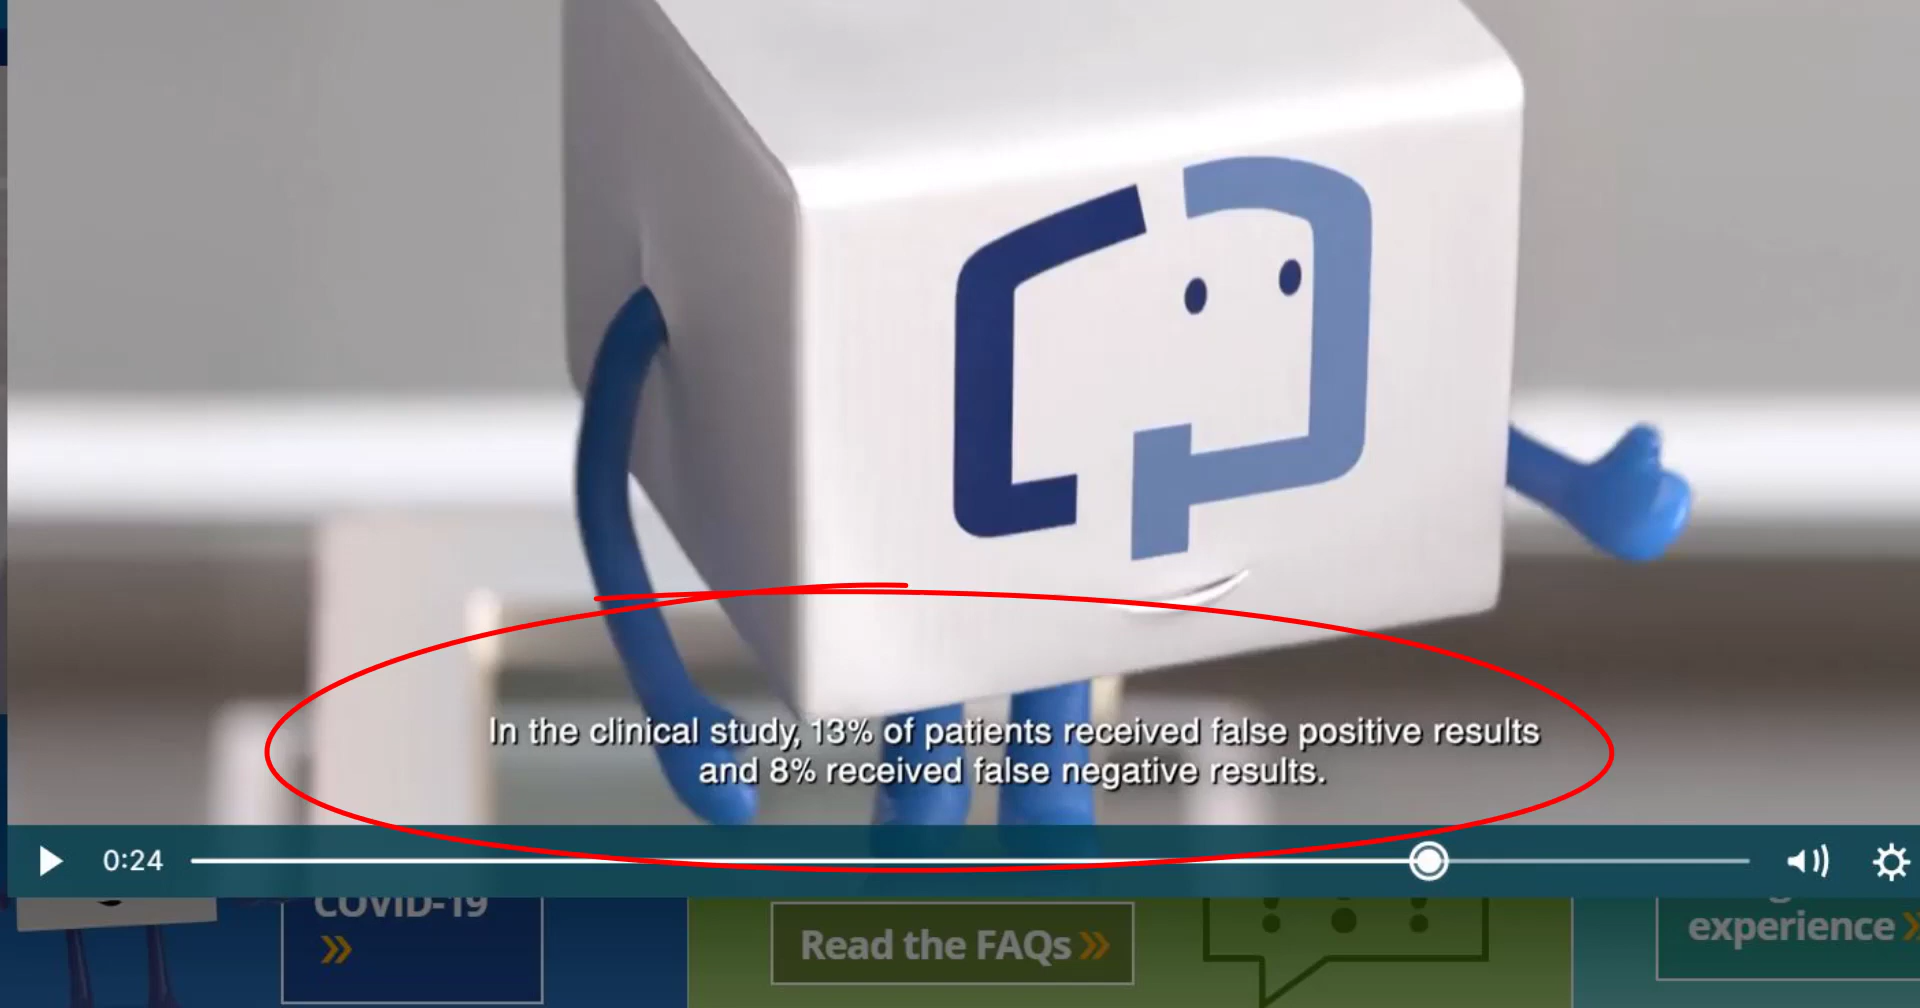 In the clinical study, 13% of patients received false positive results
and 8% received false negative results.
0:24
COVID-19
»
Read the FAQs »
experience »